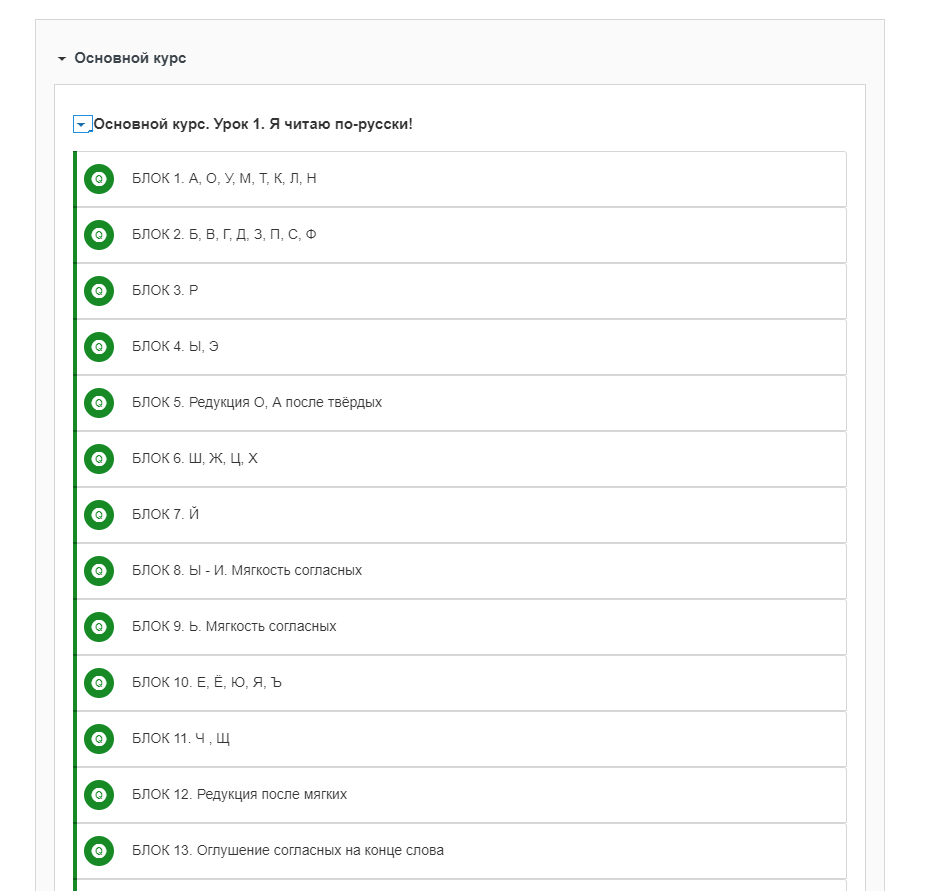 Основной курс
Основной курс. Урок 1. Я читаю по-русски!
Q БЛОК 1. А, О, У, М, Т, К, Л, Н
Q БЛОК 2. Б, В, Г, Д, З, П, С, Ф
Q БЛОК 3. Р
Q БЛОК 4. Ы, Э
Q БЛОК 5. Редукция О, А после твёрдых
Q БЛОК 6. Ш, Ж, Ц, Х
Q БЛОК 7. Й
Q БЛОК 8. Ы - И. Мягкость согласных
Q БЛОК 9. Ь. Мягкость согласных
Q БЛОК 10. Е, Ё, Ю, Я, Ъ
Q БЛОК 11. Ч , Щ
Q БЛОК 12. Редукция после мягких
Q БЛОК 13. Оглушение согласных на конце слова